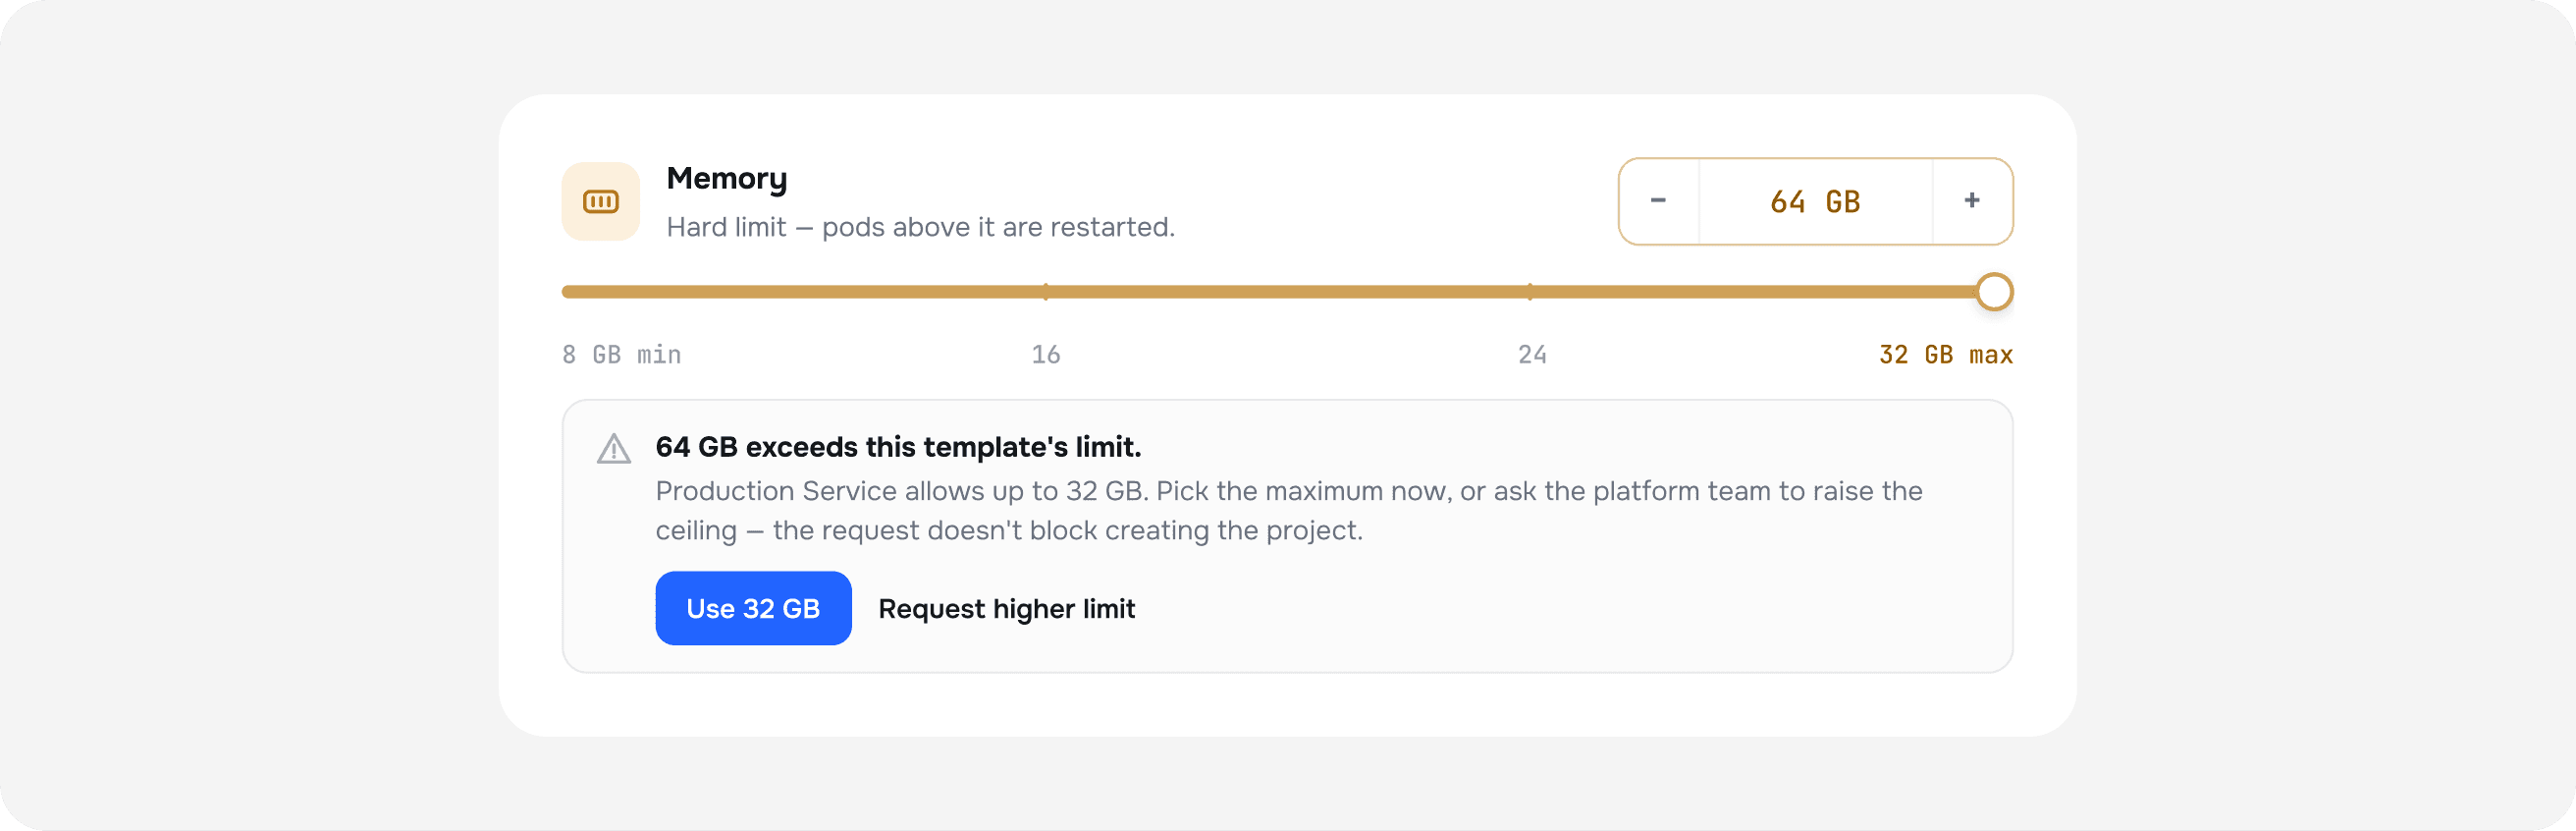 Memory
Hard limit — pods above it are restarted.
− 64 GB +
8 GB min 16 24 32 GB max
64 GB exceeds this template's limit.
Production Service allows up to 32 GB. Pick the maximum now, or ask the platform team to raise the
ceiling — the request doesn't block creating the project.
Use 32 GB Request higher limit